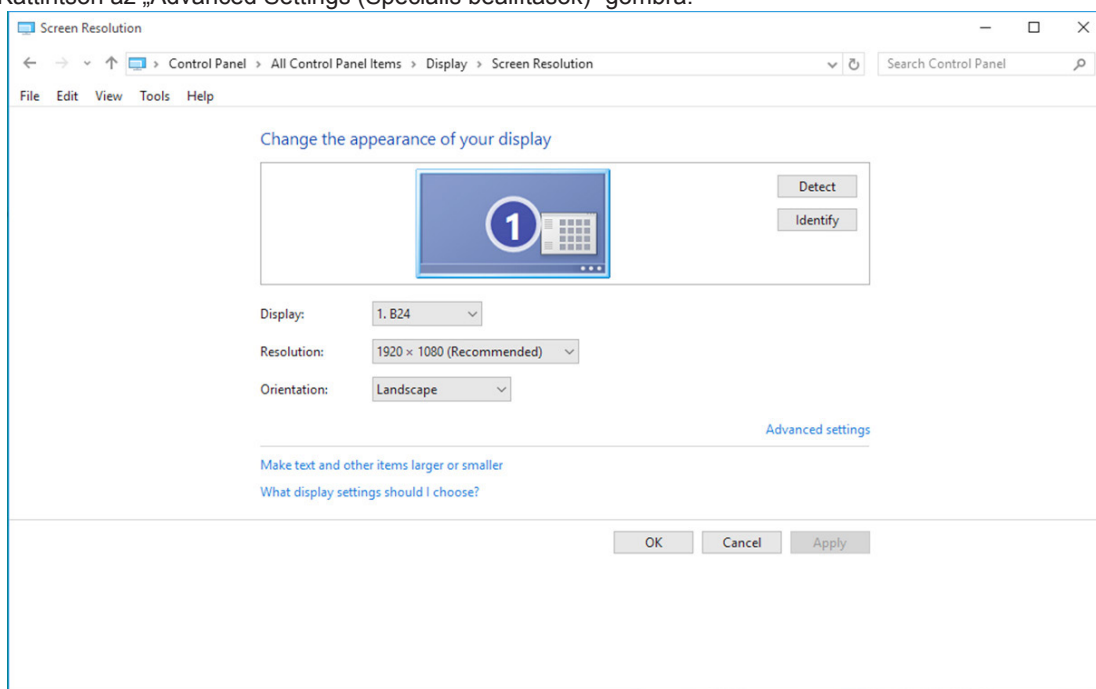 Kattintson az „Advanced Settings (Speciális beállítások)” gombra.
Screen Resolution
Control Panel > All Control Panel Items > Display > Screen Resolution
Search Control Panel
File Edit View Tools Help
Change the appearance of your display
1
Detect
Identify
Display: 1. B24
Resolution: 1920 × 1080 (Recommended)
Orientation: Landscape
Advanced settings
Make text and other items larger or smaller
What display settings should I choose?
OK Cancel Apply